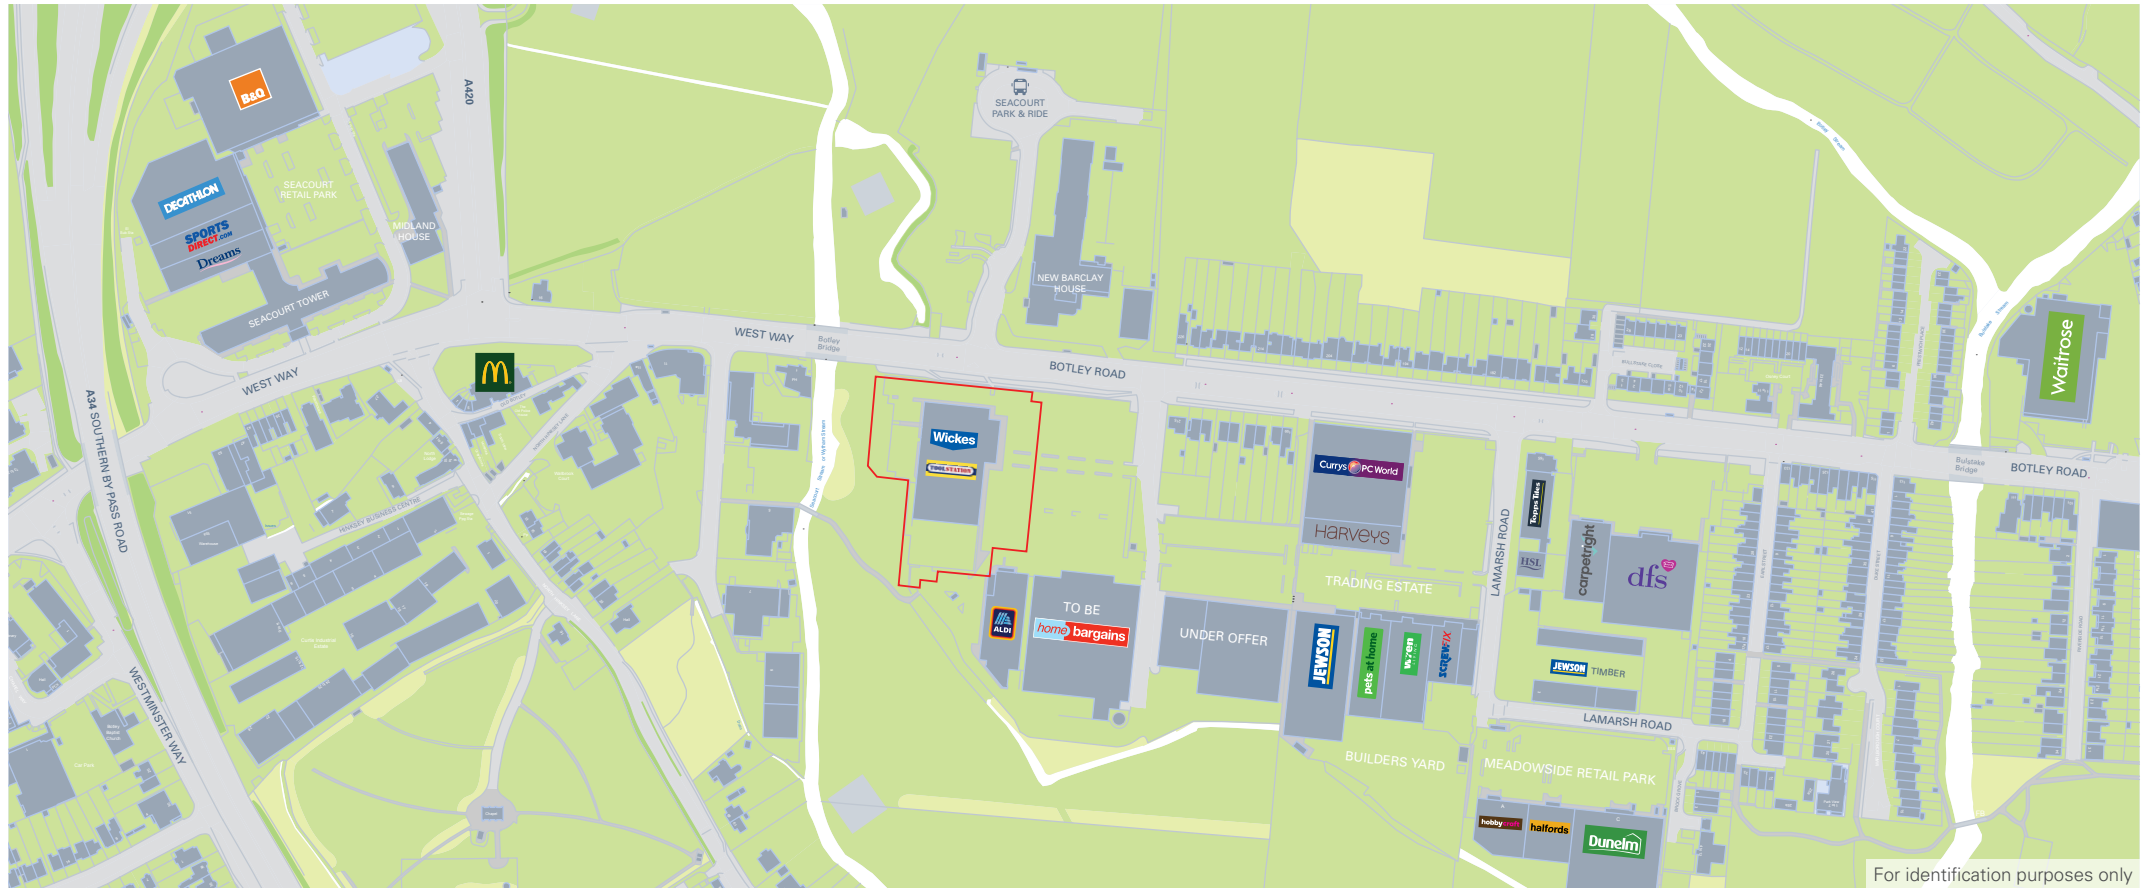 B&Q
A420
SEACOURT
PARK & RIDE
DECATHLON
SEACOURT
RETAIL PARK
SPORTS
DIRECT.COM
Dreams
MIDLAND
HOUSE
SEACOURT TOWER
NEW BARCLAY
HOUSE
WEST WAY
WEST WAY
Botley
Bridge
BOTLEY ROAD
Waitrose
A34 SOUTHERN BY PASS ROAD
Wickes
TOOLSTATION
Currys PC World
HARVEYS
Topps Tiles
HSL
carpetright
dfs
LAMARSH ROAD
Bulstake
Bridge
BOTLEY ROAD
HINKSEY BUSINESS CENTRE
TRADING ESTATE
ALDI
TO BE
home bargains
UNDER OFFER
JEWSON
pets at home
wren
SCREWFIX
JEWSON TIMBER
LAMARSH ROAD
WESTMINSTER WAY
BUILDERS YARD
MEADOWSIDE RETAIL PARK
hobbycraft
halfords
Dunelm
For identification purposes only